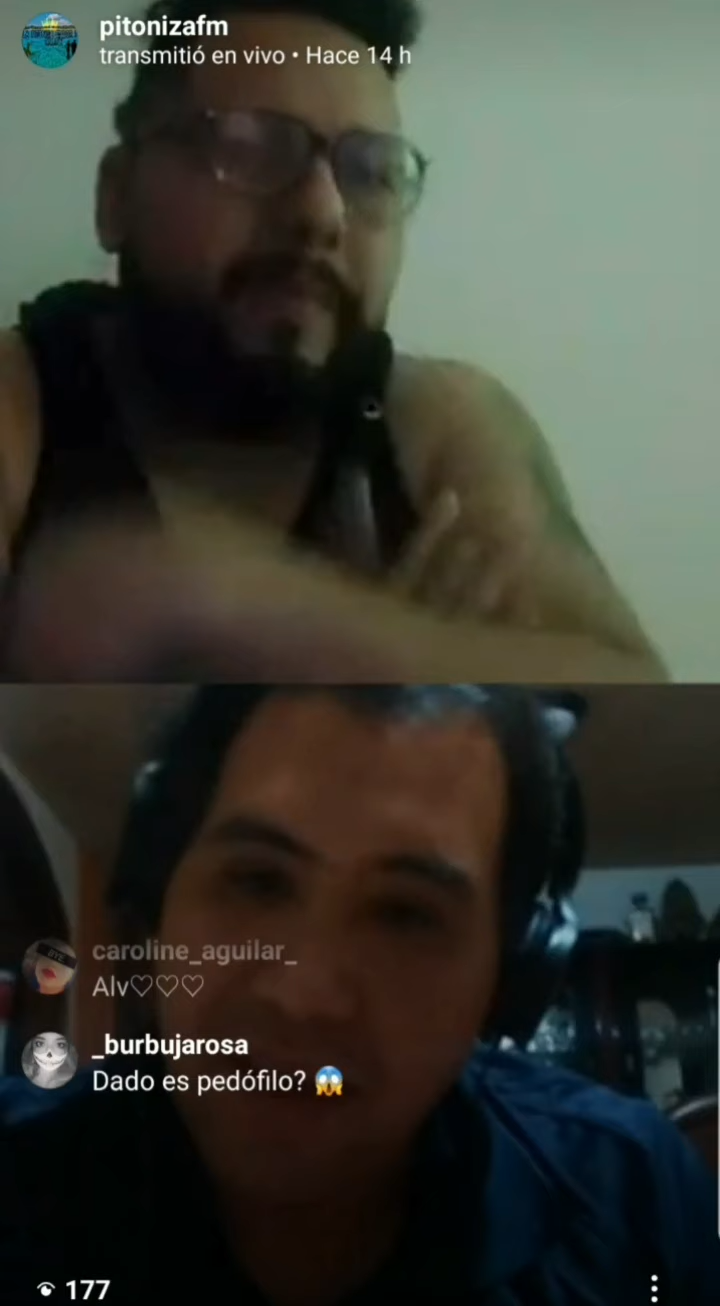 pitonizafm
transmitió en vivo • Hace 14 h
caroline_aguilar_
Alv♡♡♡
_burbujarosa
Dado es pedófilo? 😱
177